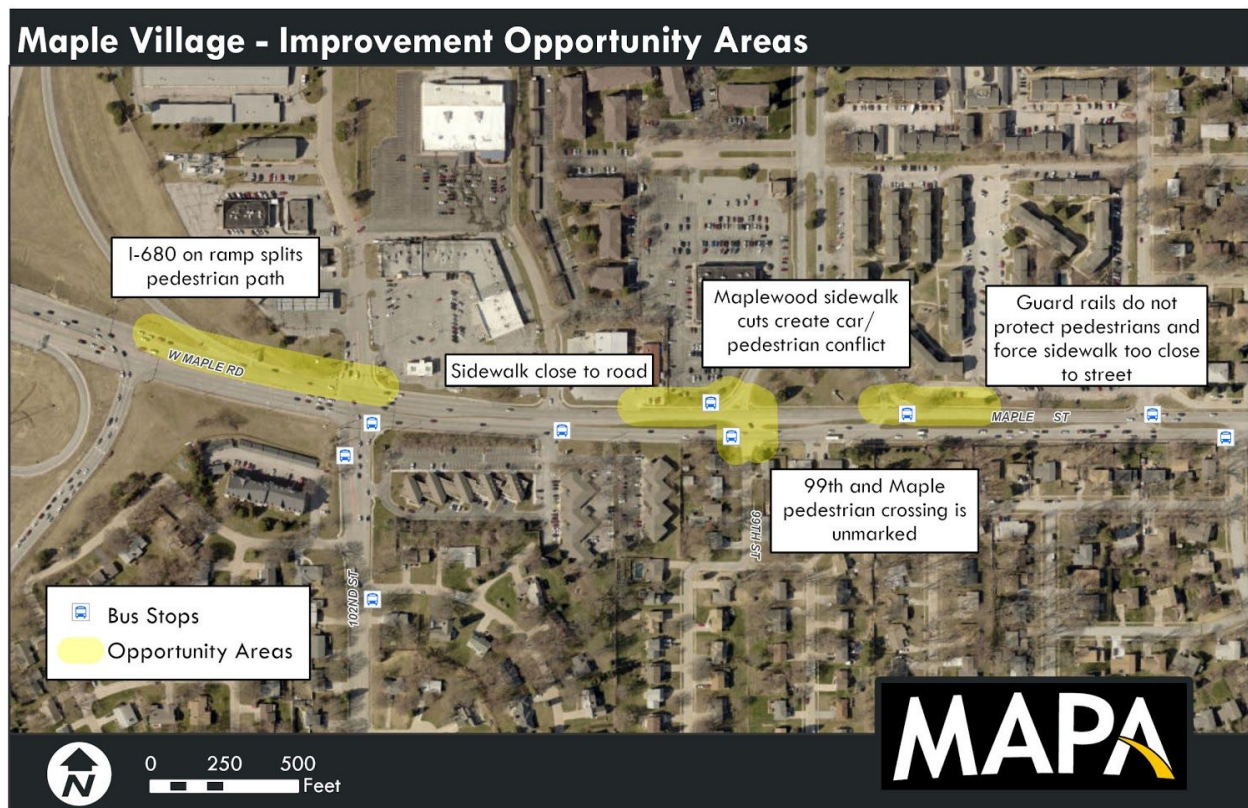 Maple Village - Improvement Opportunity Areas
I-680 on ramp splits
pedestrian path
W MAPLE RD
Sidewalk close to road
Maplewood sidewalk
cuts create car/
pedestrian conflict
Guard rails do not
protect pedestrians and
force sidewalk too close
to street
MAPLE ST
99th and Maple
pedestrian crossing is
unmarked
99TH ST
102ND ST
Bus Stops
Opportunity Areas
N
0 250 500
Feet
MAPA